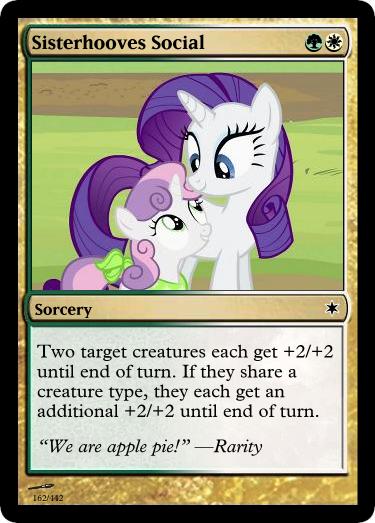 Sisterhooves Social
Sorcery
Two target creatures each get +2/+2
until end of turn. If they share a
creature type, they each get an
additional +2/+2 until end of turn.
“We are apple pie!” —Rarity
162/442